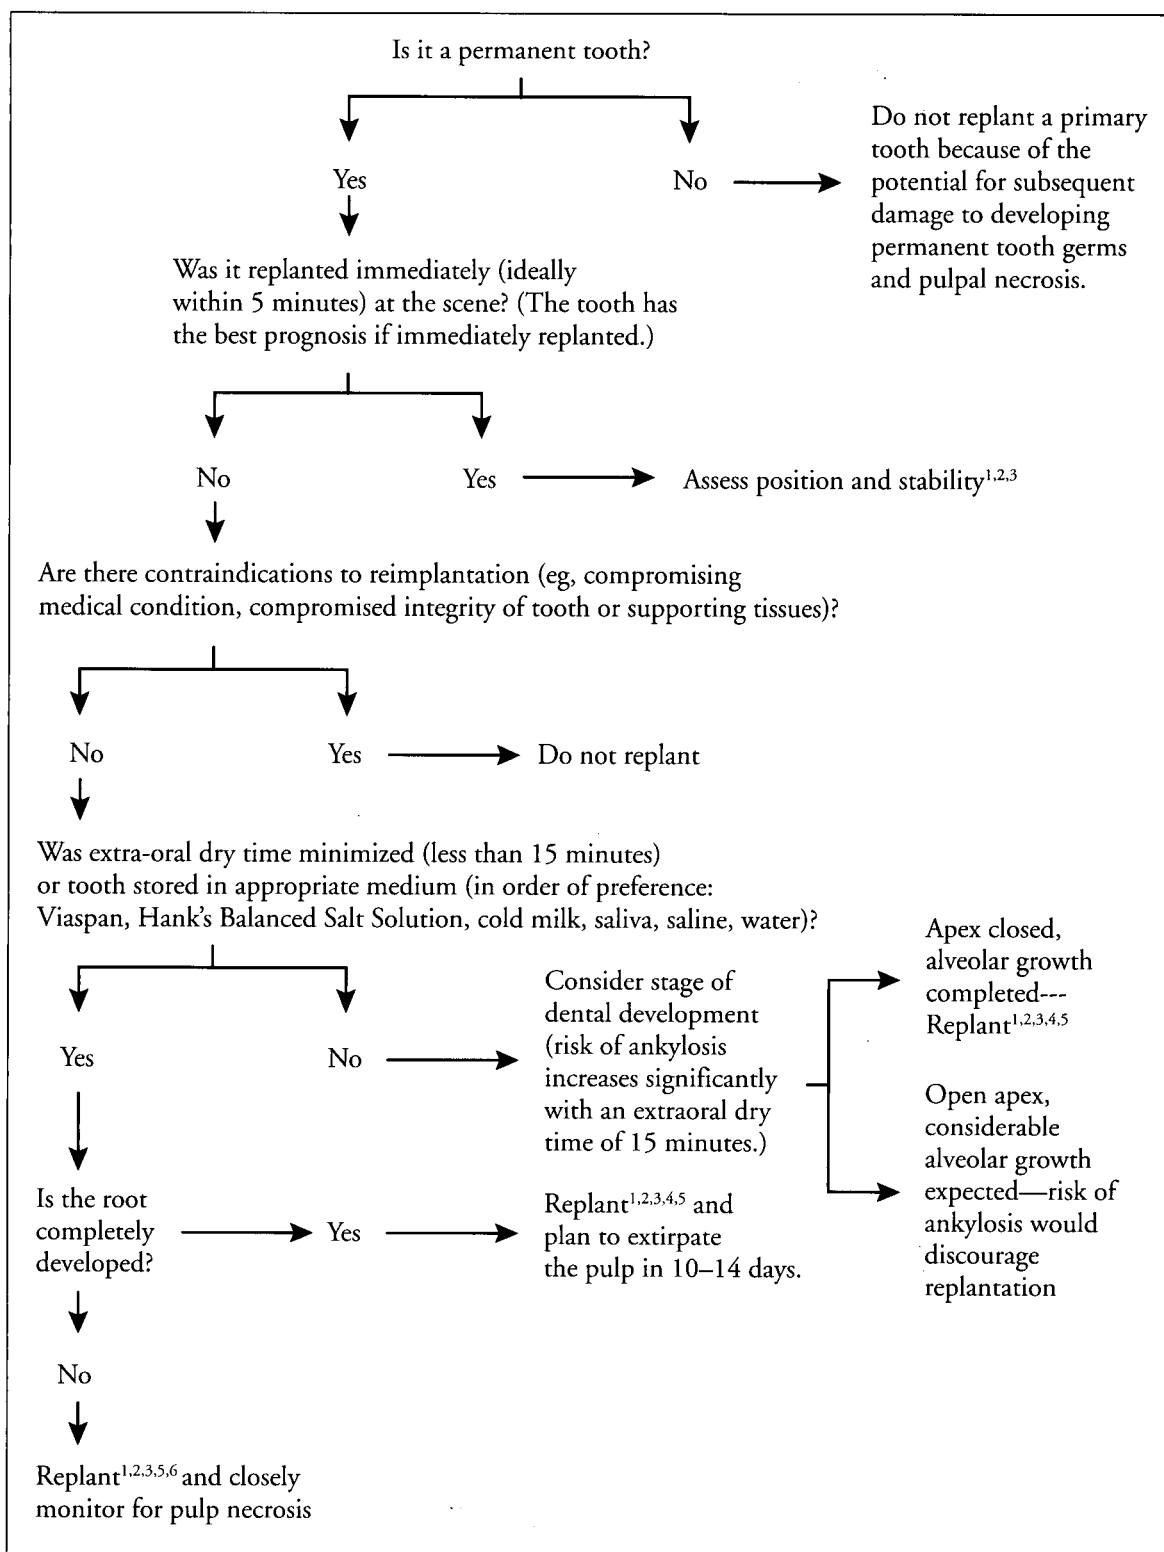 Is it a permanent tooth?
Yes
No
Do not replant a primary
tooth because of the
potential for subsequent
damage to developing
permanent tooth germs
and pulpal necrosis.
Was it replanted immediately (ideally
within 5 minutes) at the scene? (The tooth has
the best prognosis if immediately replanted.)
No
Yes
Assess position and stability1,2,3
Are there contraindications to reimplantation (eg, compromising
medical condition, compromised integrity of tooth or supporting tissues)?
No
Yes
Do not replant
Was extra-oral dry time minimized (less than 15 minutes)
or tooth stored in appropriate medium (in order of preference:
Viaspan, Hank's Balanced Salt Solution, cold milk, saliva, saline, water)?
Yes
No
Consider stage of
dental development
(risk of ankylosis
increases significantly
with an extraoral dry
time of 15 minutes.)
Apex closed,
alveolar growth
completed---
Replant1,2,3,4,5
Open apex,
considerable
alveolar growth
expected—risk of
ankylosis would
discourage
replantation
Is the root
completely
developed?
Yes
Replant1,2,3,4,5 and
plan to extirpate
the pulp in 10–14 days.
No
Replant1,2,3,5,6 and closely
monitor for pulp necrosis